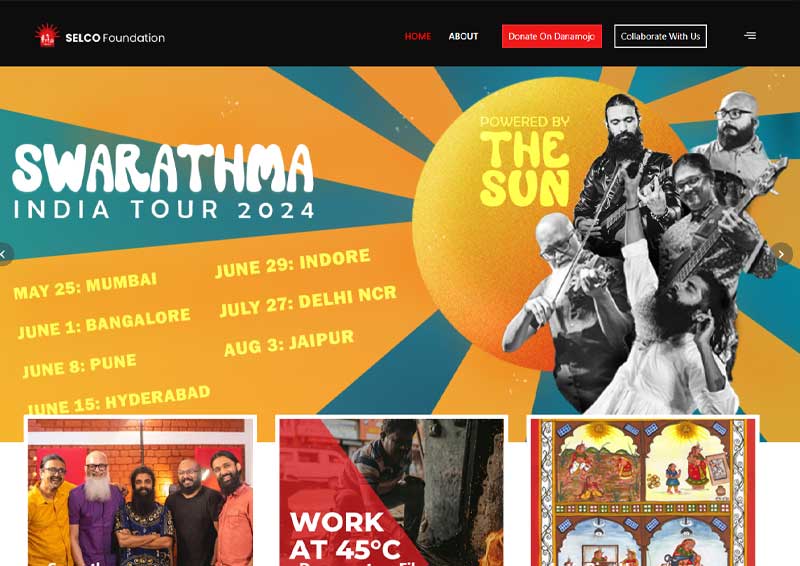 SELCO Foundation
HOME
ABOUT
Donate On Danamojo
Collaborate With Us
SWARATHMA
INDIA TOUR 2024
POWERED BY
THE
SUN
MAY 25: MUMBAI
JUNE 1: BANGALORE
JUNE 8: PUNE
JUNE 15: HYDERABAD
JUNE 29: INDORE
JULY 27: DELHI NCR
AUG 3: JAIPUR
WORK
AT 45°C